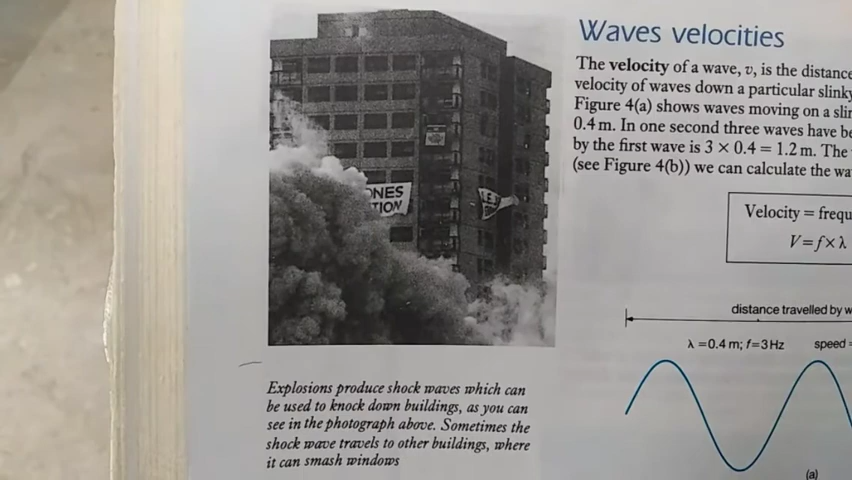 ONES
TION
Explosions produce shock waves which can
be used to knock down buildings, as you can
see in the photograph above. Sometimes the
shock wave travels to other buildings, where
it can smash windows
Waves velocities
The velocity of a wave, v, is the distance
velocity of waves down a particular slinky
Figure 4(a) shows waves moving on a
0.4 m. In one second three waves have
by the first wave is 3 × 0.4 = 1.2 m. The
(see Figure 4(b)) we can calculate the
Velocity =
V = f × λ
distance travelled by
λ = 0.4 m; f = 3 Hz speed =
(a)